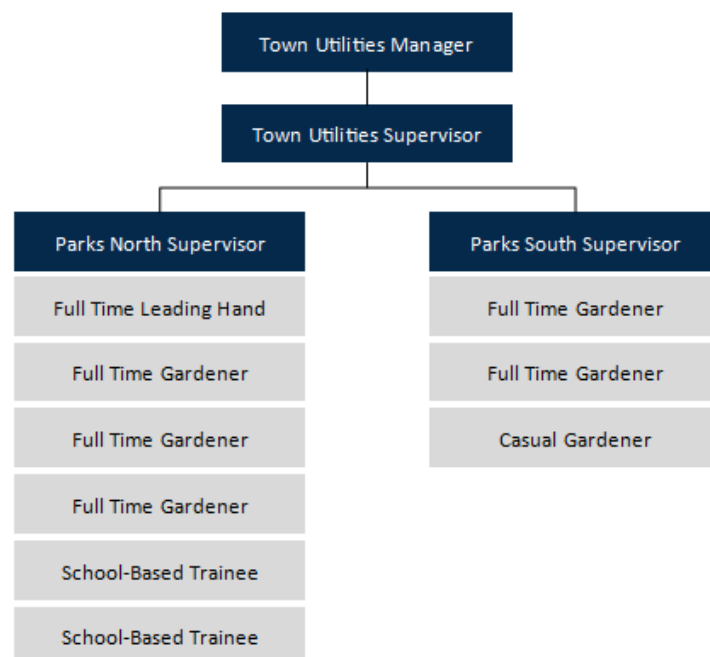 Town Utilities Manager
Town Utilities Supervisor
Parks North Supervisor
Full Time Leading Hand
Full Time Gardener
Full Time Gardener
Full Time Gardener
School-Based Trainee
School-Based Trainee
Parks South Supervisor
Full Time Gardener
Full Time Gardener
Casual Gardener